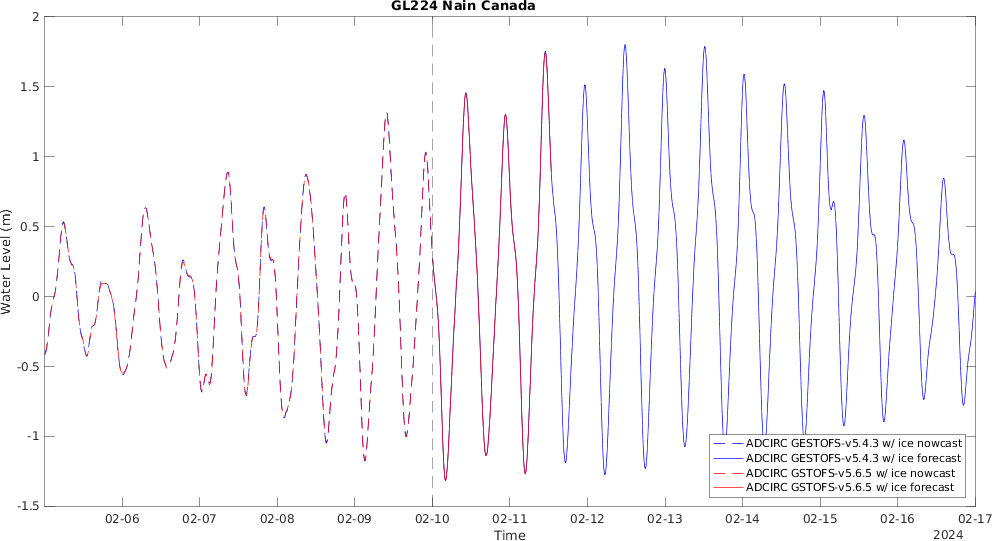 GL224 Nain Canada
2
1.5
1
0.5
0
-0.5
-1
-1.5
Water Level (m)
ADCIRC GESTOFS-v5.4.3 w/ ice nowcast
ADCIRC GESTOFS-v5.4.3 w/ ice forecast
ADCIRC GSTOFS-v5.6.5 w/ ice nowcast
ADCIRC GSTOFS-v5.6.5 w/ ice forecast
02-06 02-07 02-08 02-09 02-10 02-11 02-12 02-13 02-14 02-15 02-16 02-17
Time
2024